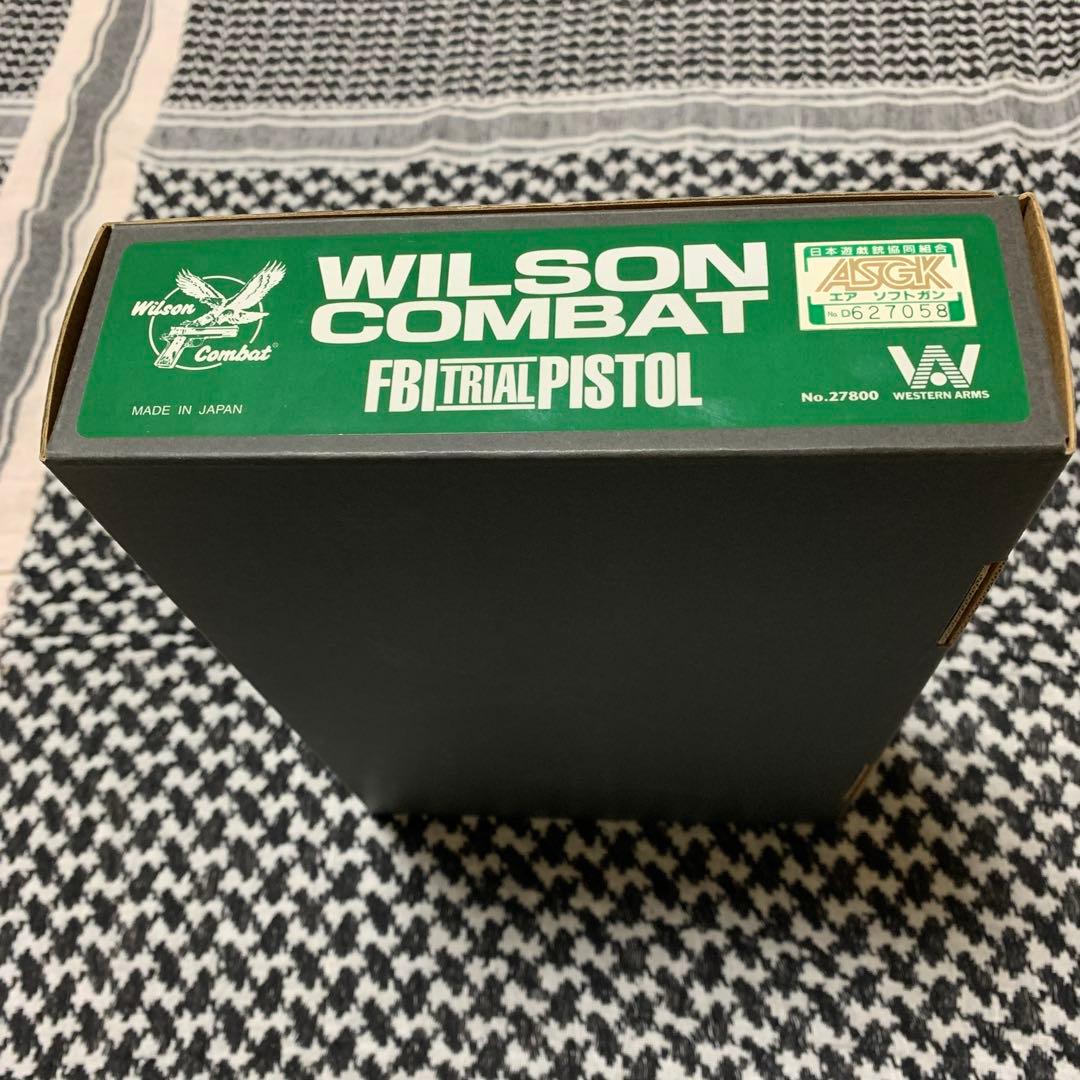 Wilson
Combat®
MADE IN JAPAN
WILSON
COMBAT
FBI TRIAL PISTOL
日本遊戯銃協同組合
ASGK
エアーソフトガン
No.D627058
No.27800
WESTERN ARMS